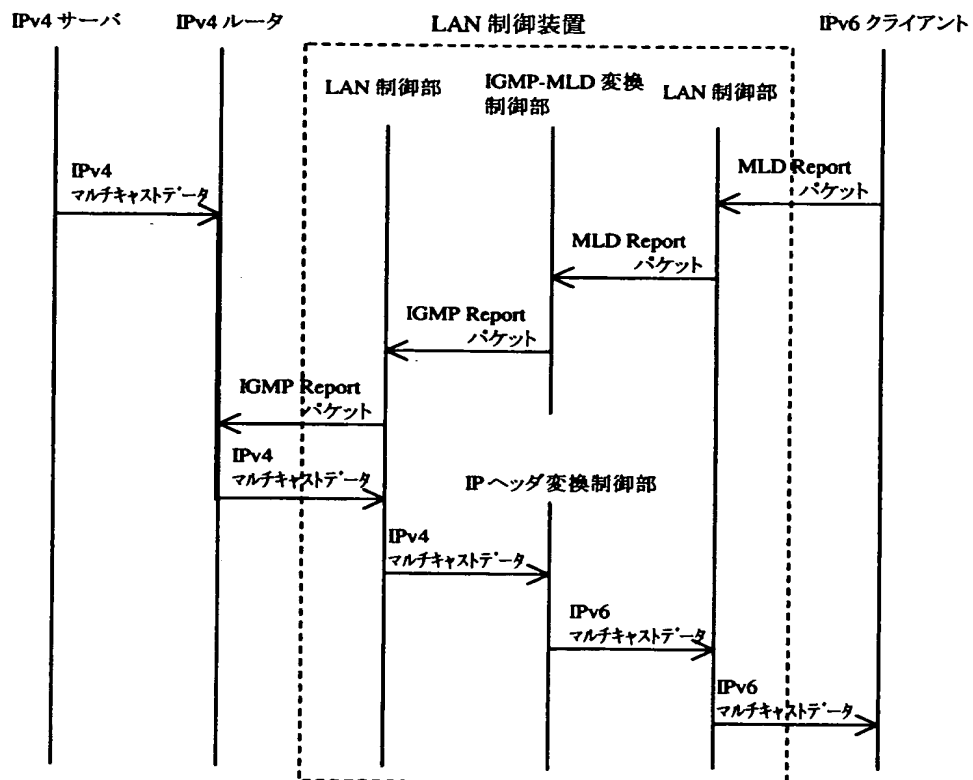 IPv4 サーバ
IPv4 ルータ
LAN 制御装置
IPv6 クライアント
LAN 制御部
IGMP-MLD 変換
制御部
LAN 制御部
IPv4
マルチキャストデータ
MLD Report
パケット
MLD Report
パケット
IGMP Report
パケット
IGMP Report
パケット
IPv4
マルチキャストデータ
IP ヘッダ変換制御部
IPv4
マルチキャストデータ
IPv6
マルチキャストデータ
IPv6
マルチキャストデータ